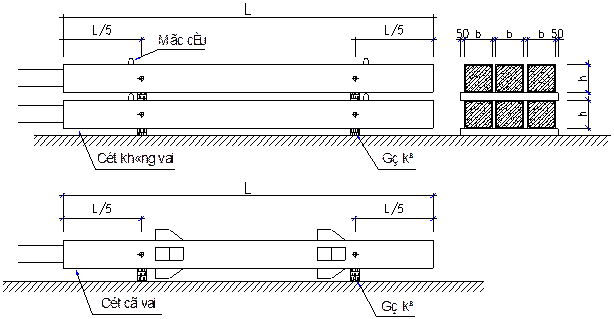 L
L/5
L/5
50 b b b 50
Mãc cÈu
h
h
Cét kh«ng vai
Gç kª
L
L/5
L/5
Cét cã vai
Gç kª